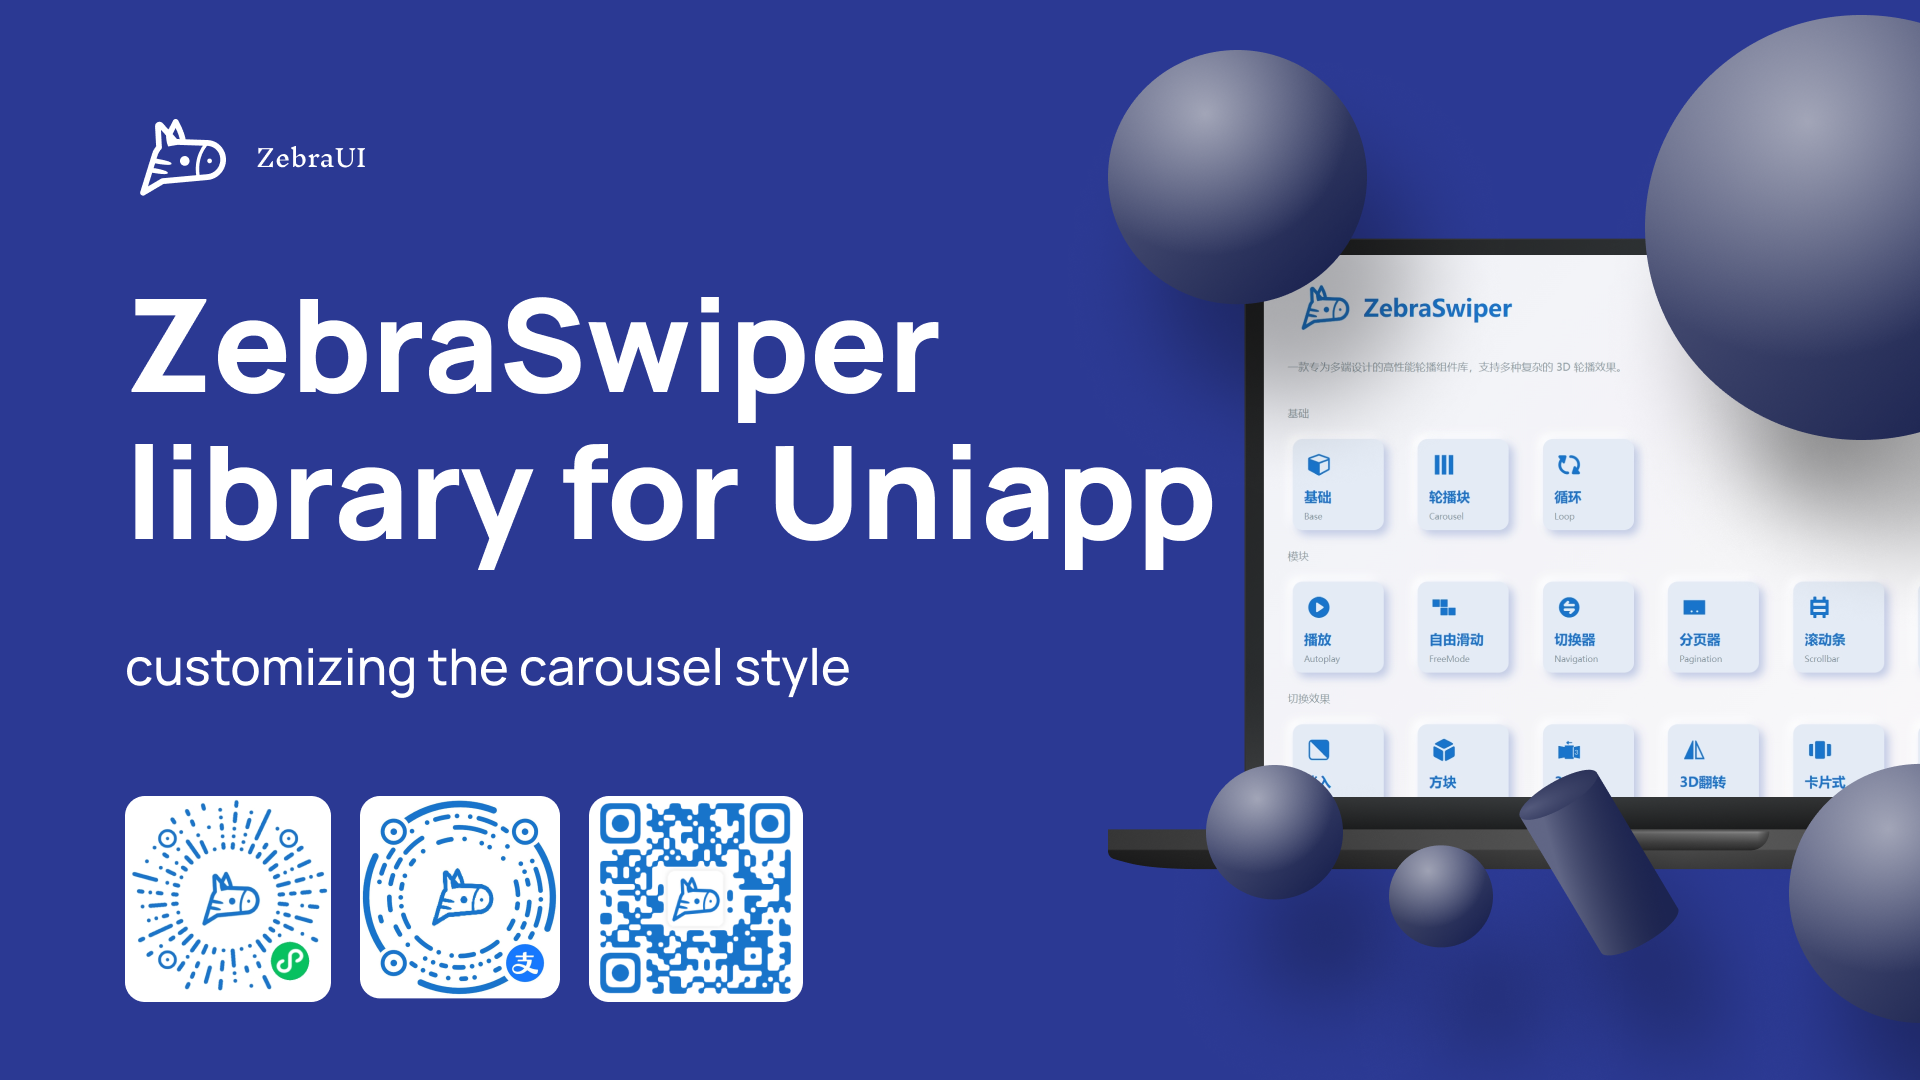 ZebraUI
ZebraSwiper
library for Uniapp
customizing the carousel style
支
ZebraSwiper
一款专为多端设计的高性能轮播组件库，支持多种复杂的 3D 轮播效果。
基础
基础 轮播块 循环
Base Carousel Loop
模块
播放 自由滑动 切换器 分页器 滚动条
Autoplay FreeMode Navigation Pagination Scrollbar
切换效果
方块 3D翻转 卡片式